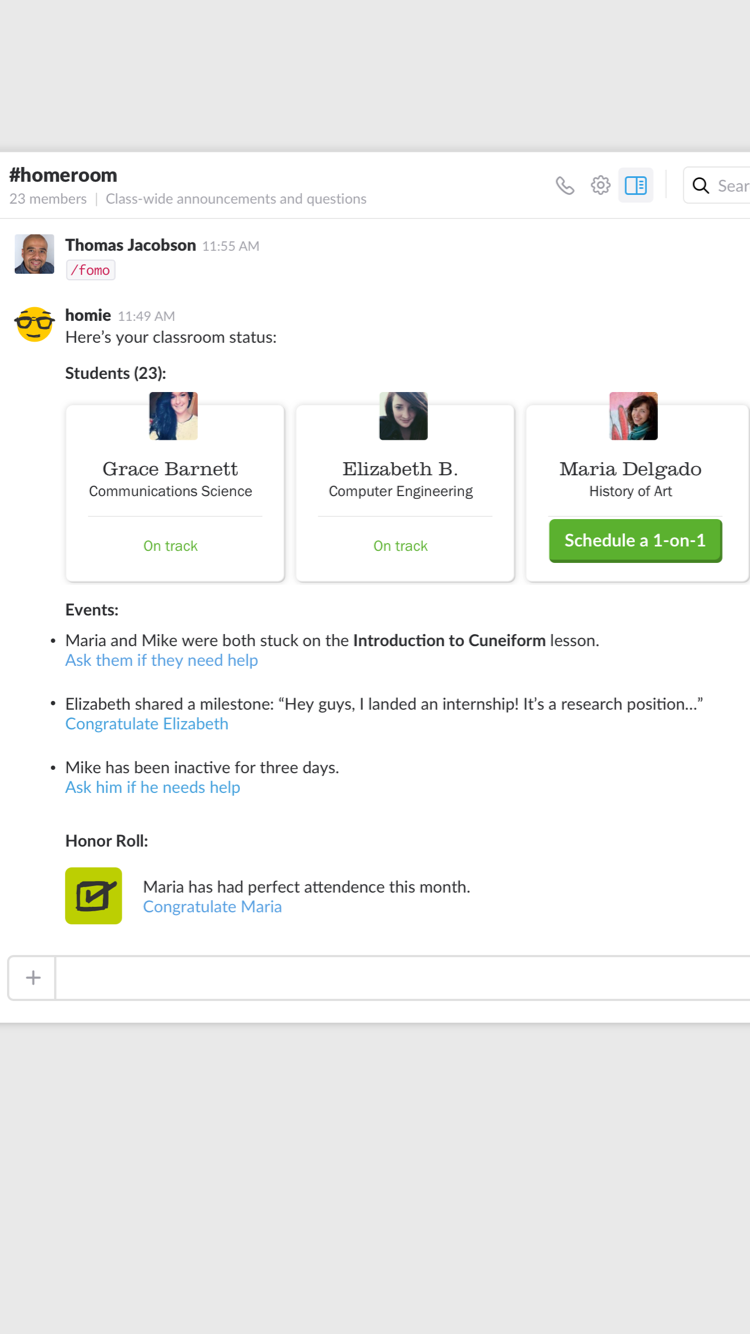 #homeroom
23 members | Class-wide announcements and questions
Sear
Thomas Jacobson 11:55 AM
/fomo
homie 11:49 AM
Here’s your classroom status:
Students (23):
Grace Barnett
Communications Science
On track
Elizabeth B.
Computer Engineering
On track
Maria Delgado
History of Art
Schedule a 1-on-1
Events:
• Maria and Mike were both stuck on the Introduction to Cuneiform lesson.
Ask them if they need help
• Elizabeth shared a milestone: “Hey guys, I landed an internship! It’s a research position...”
Congratulate Elizabeth
• Mike has been inactive for three days.
Ask him if he needs help
Honor Roll:
Maria has had perfect attendence this month.
Congratulate Maria